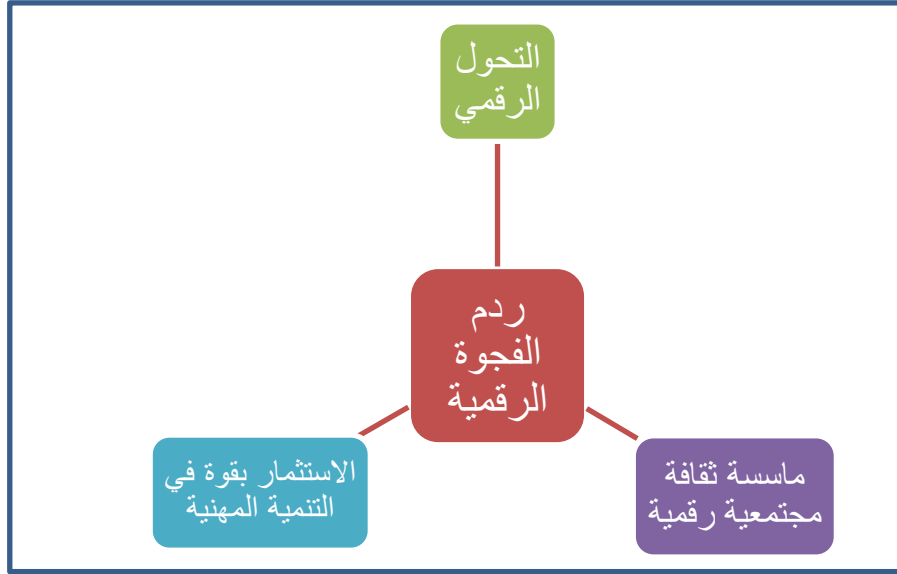 التحول
الرقمي
ردم
الفجوة
الرقمية
ماسسة ثقافة
مجتمعية رقمية
الاستثمار بقوة في
التنمية المهنية